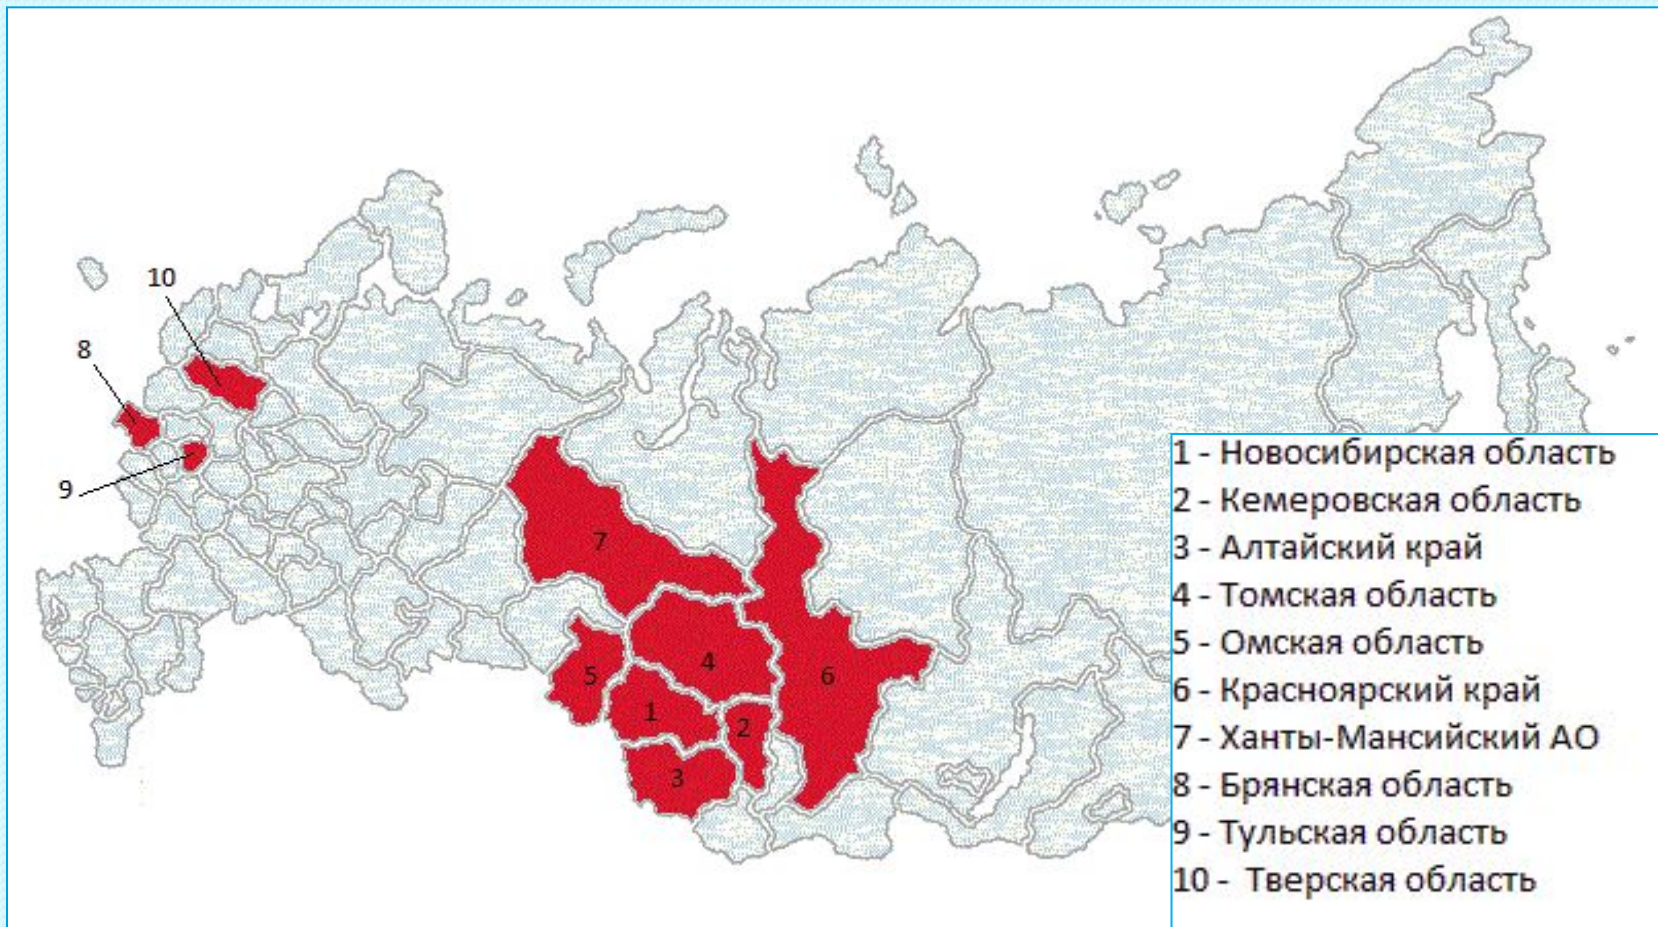 10
8
9
7
5
4
6
1
2
3
1 - Новосибирская область
2 - Кемеровская область
3 - Алтайский край
4 - Томская область
5 - Омская область
6 - Красноярский край
7 - Ханты-Мансийский АО
8 - Брянская область
9 - Тульская область
10 -  Тверская область